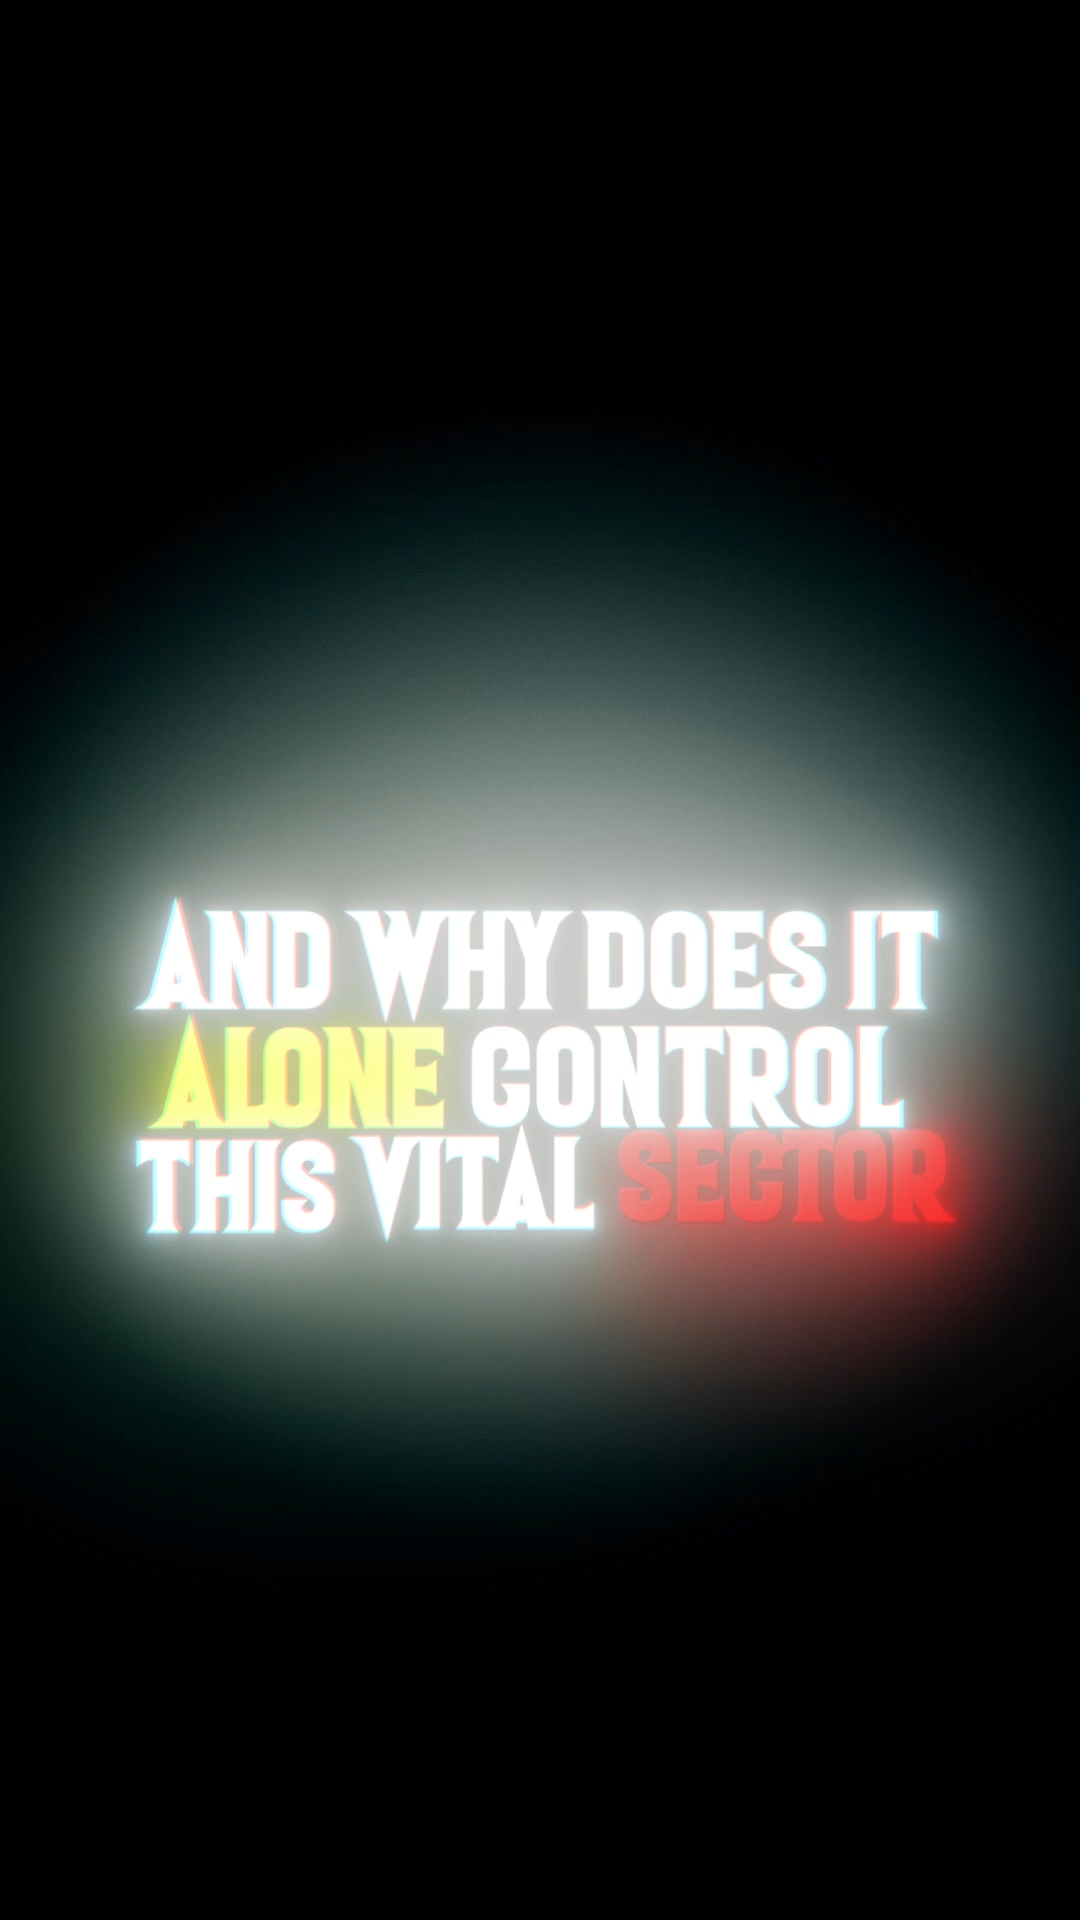 AND WHY DOES IT
ALONE CONTROL
THIS VITAL SECTOR